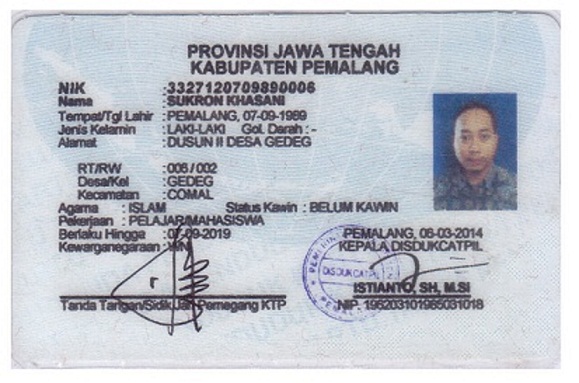 PROVINSI JAWA TENGAH
KABUPATEN PEMALANG
NIK : 3327120709890006
Nama : SUKRON KHASANI
Tempat/Tgl Lahir : PEMALANG, 07-09-1989
Jenis Kelamin : LAKI-LAKI Gol. Darah : -
Alamat : DUSUN II DESA GEDEG
RT/RW : 006 / 002
Desa/Kel : GEDEG
Kecamatan : COMAL
Agama : ISLAM Status Kawin : BELUM KAWIN
Pekerjaan : PELAJAR/MAHASISWA
Berlaku Hingga : 07-09-2019 PEMALANG, 06-03-2014
Kewarganegaraan : WNI KEPALA DISDUKCATPIL
DISDUKCATPIL
ISTIANTO, SH, M.SI
Tanda Tangan/Sidik Jari Pemegang KTP NIP. 196203101985031018